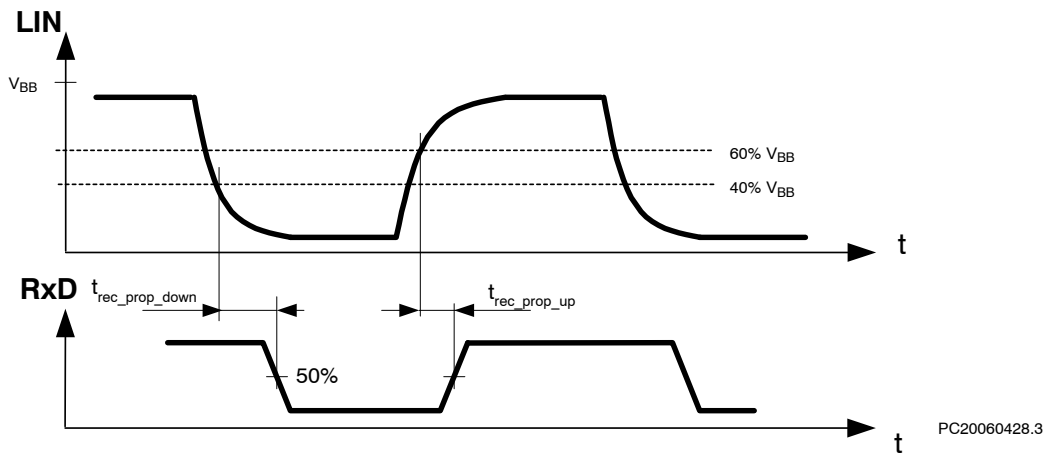 LIN
VBB
60% VBB
40% VBB
t
RxD
trec_prop_down
trec_prop_up
50%
t
PC20060428.3